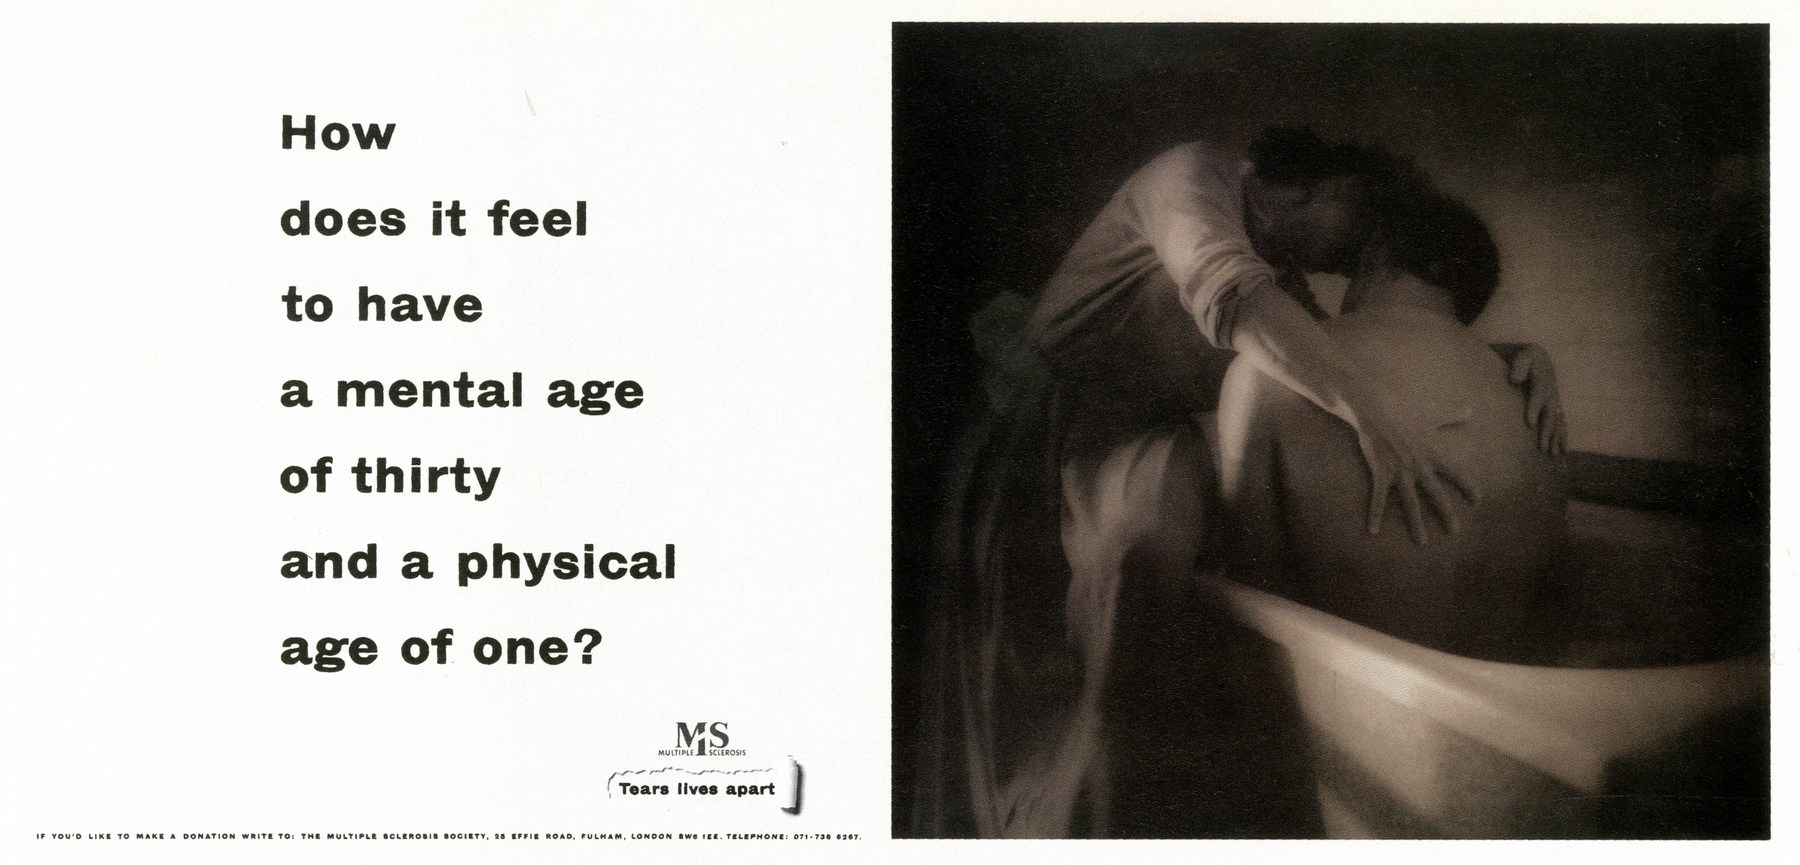 How
does it feel
to have
a mental age
of thirty
and a physical
age of one?
MS
MULTIPLE SCLEROSIS
Tears lives apart
IF YOU'D LIKE TO MAKE A DONATION WRITE TO: THE MULTIPLE SCLEROSIS SOCIETY, 25 EFFIE ROAD, FULHAM, LONDON SW6 1EE. TELEPHONE: 071-736 6267.